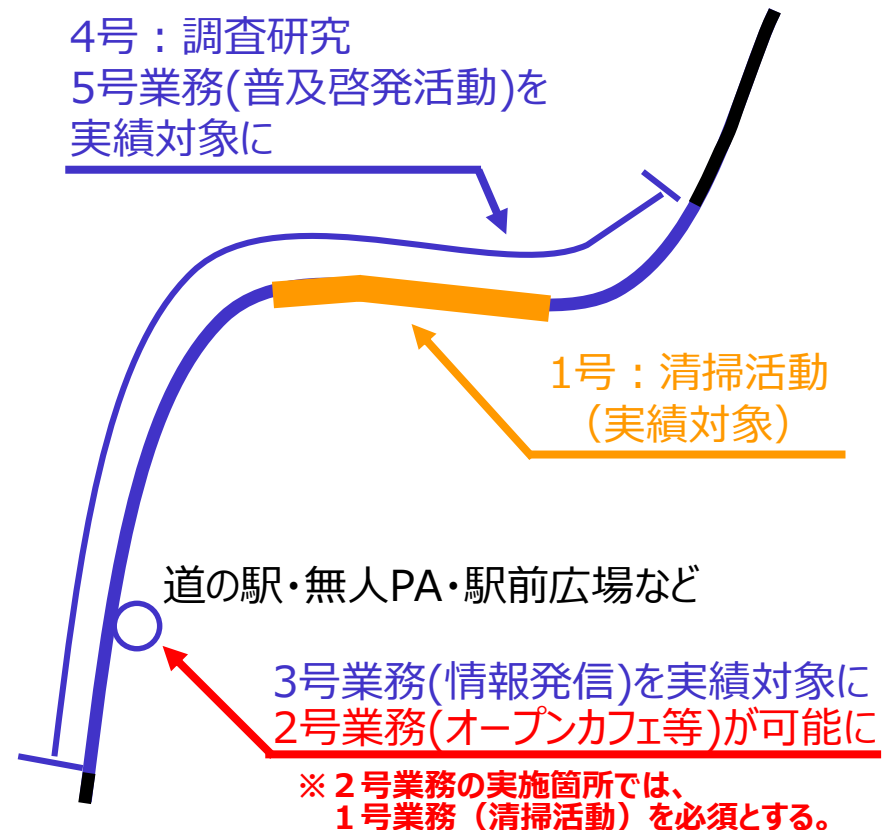 4号：調査研究
5号業務(普及啓発活動)を
実績対象に
1号：清掃活動
（実績対象）
道の駅・無人PA・駅前広場など
3号業務(情報発信)を実績対象に
2号業務(オープンカフェ等)が可能に
※２号業務の実施箇所では、
１号業務（清掃活動）を必須とする。